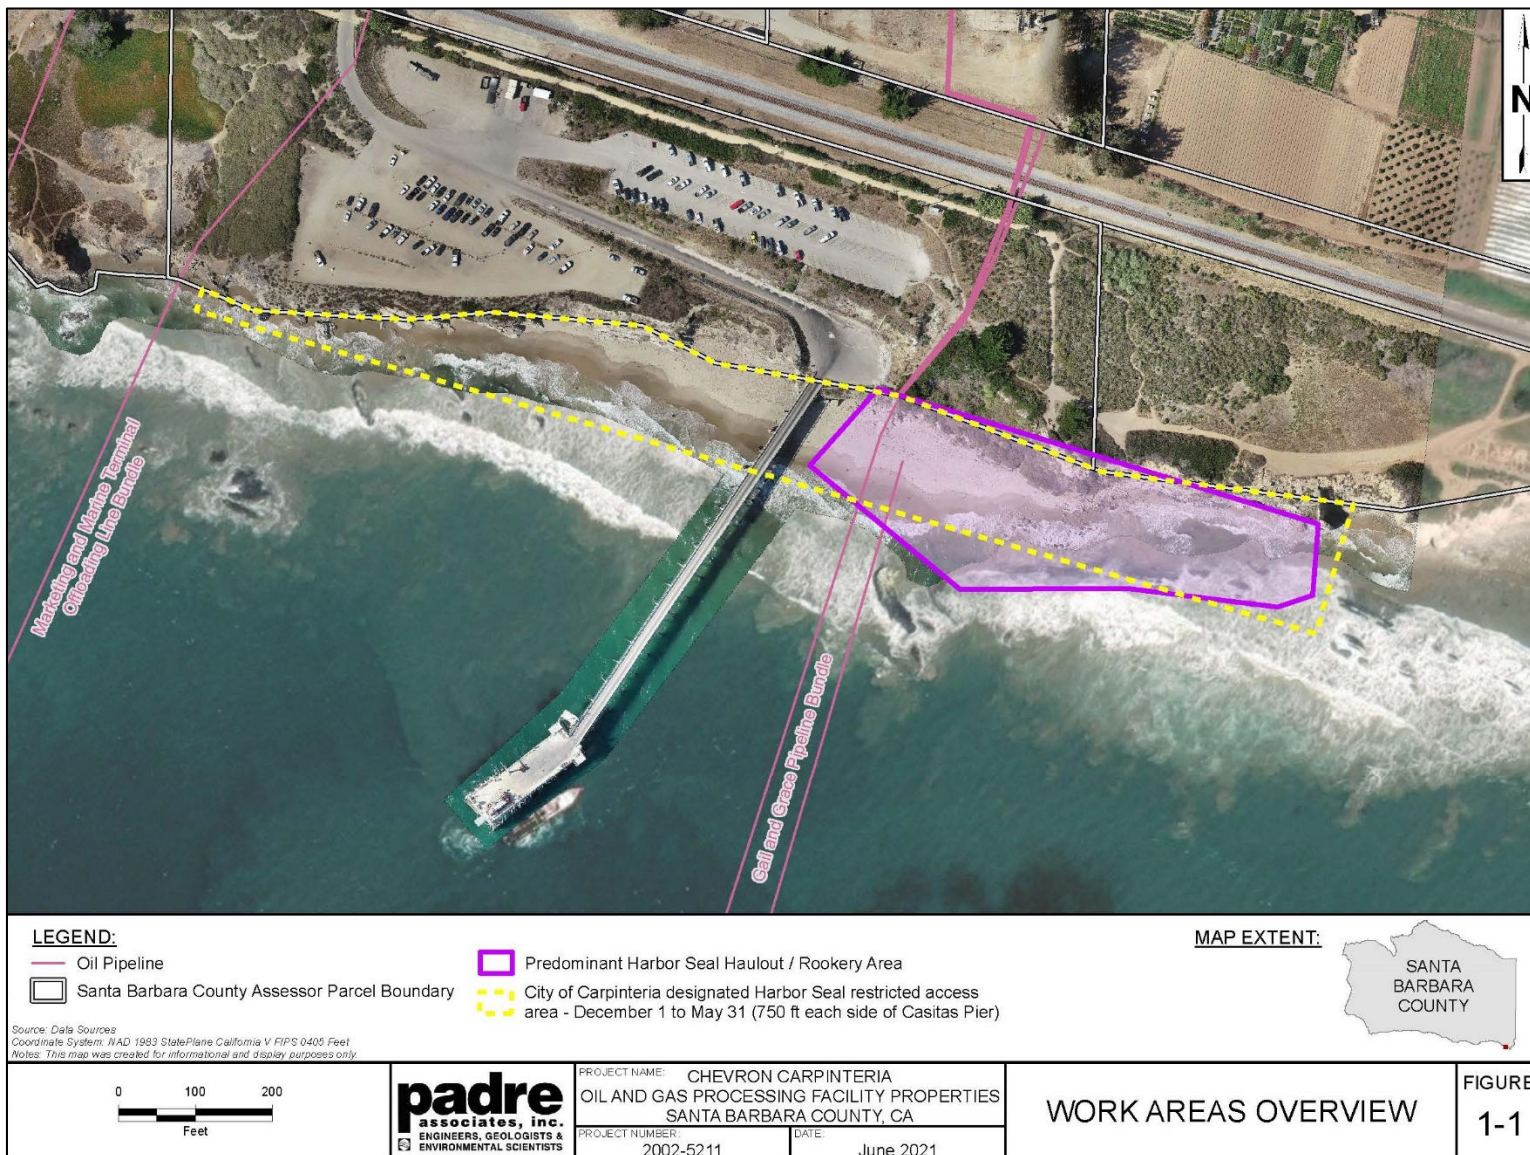 N
Marketing and Marine Terminal
Offloading Line Bundle
Gail and Grace Pipeline Bundle
LEGEND:
Oil Pipeline
Santa Barbara County Assessor Parcel Boundary
Predominant Harbor Seal Haulout / Rookery Area
City of Carpinteria designated Harbor Seal restricted access
area - December 1 to May 31 (750 ft each side of Casitas Pier)
MAP EXTENT:
SANTA
BARBARA
COUNTY
Source: Data Sources
Coordinate System: NAD 1983 StatePlane California V FIPS 0405 Feet
Notes: This map was created for informational and display purposes only.
0 100 200
Feet
padre
associates, inc.
ENGINEERS, GEOLOGISTS &
ENVIRONMENTAL SCIENTISTS
PROJECT NAME: CHEVRON CARPINTERIA
OIL AND GAS PROCESSING FACILITY PROPERTIES
SANTA BARBARA COUNTY, CA
PROJECT NUMBER:
2002-5211
DATE:
June 2021
WORK AREAS OVERVIEW
FIGURE
1-1